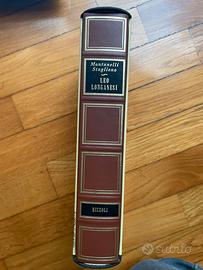 Montanelli
Staglieno
LEO
LONGANESI
RIZZOLI
subito